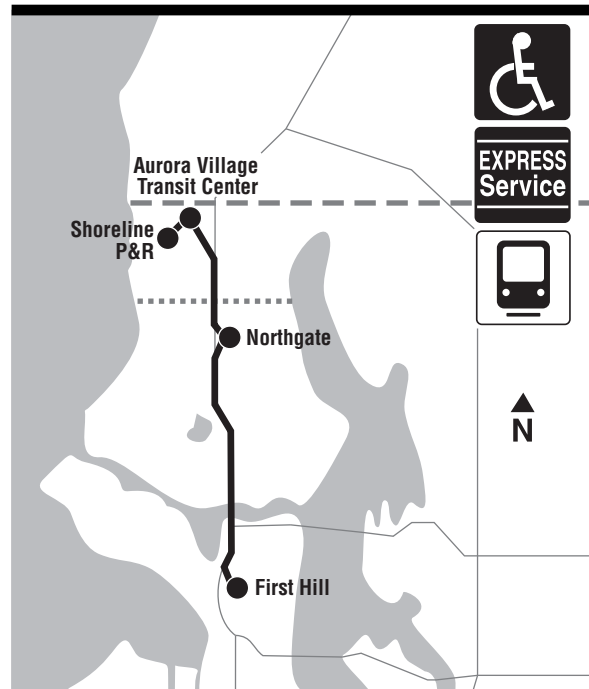 Aurora Village
Transit Center
EXPRESS
Service
Shoreline
P&R
Northgate
N
First Hill